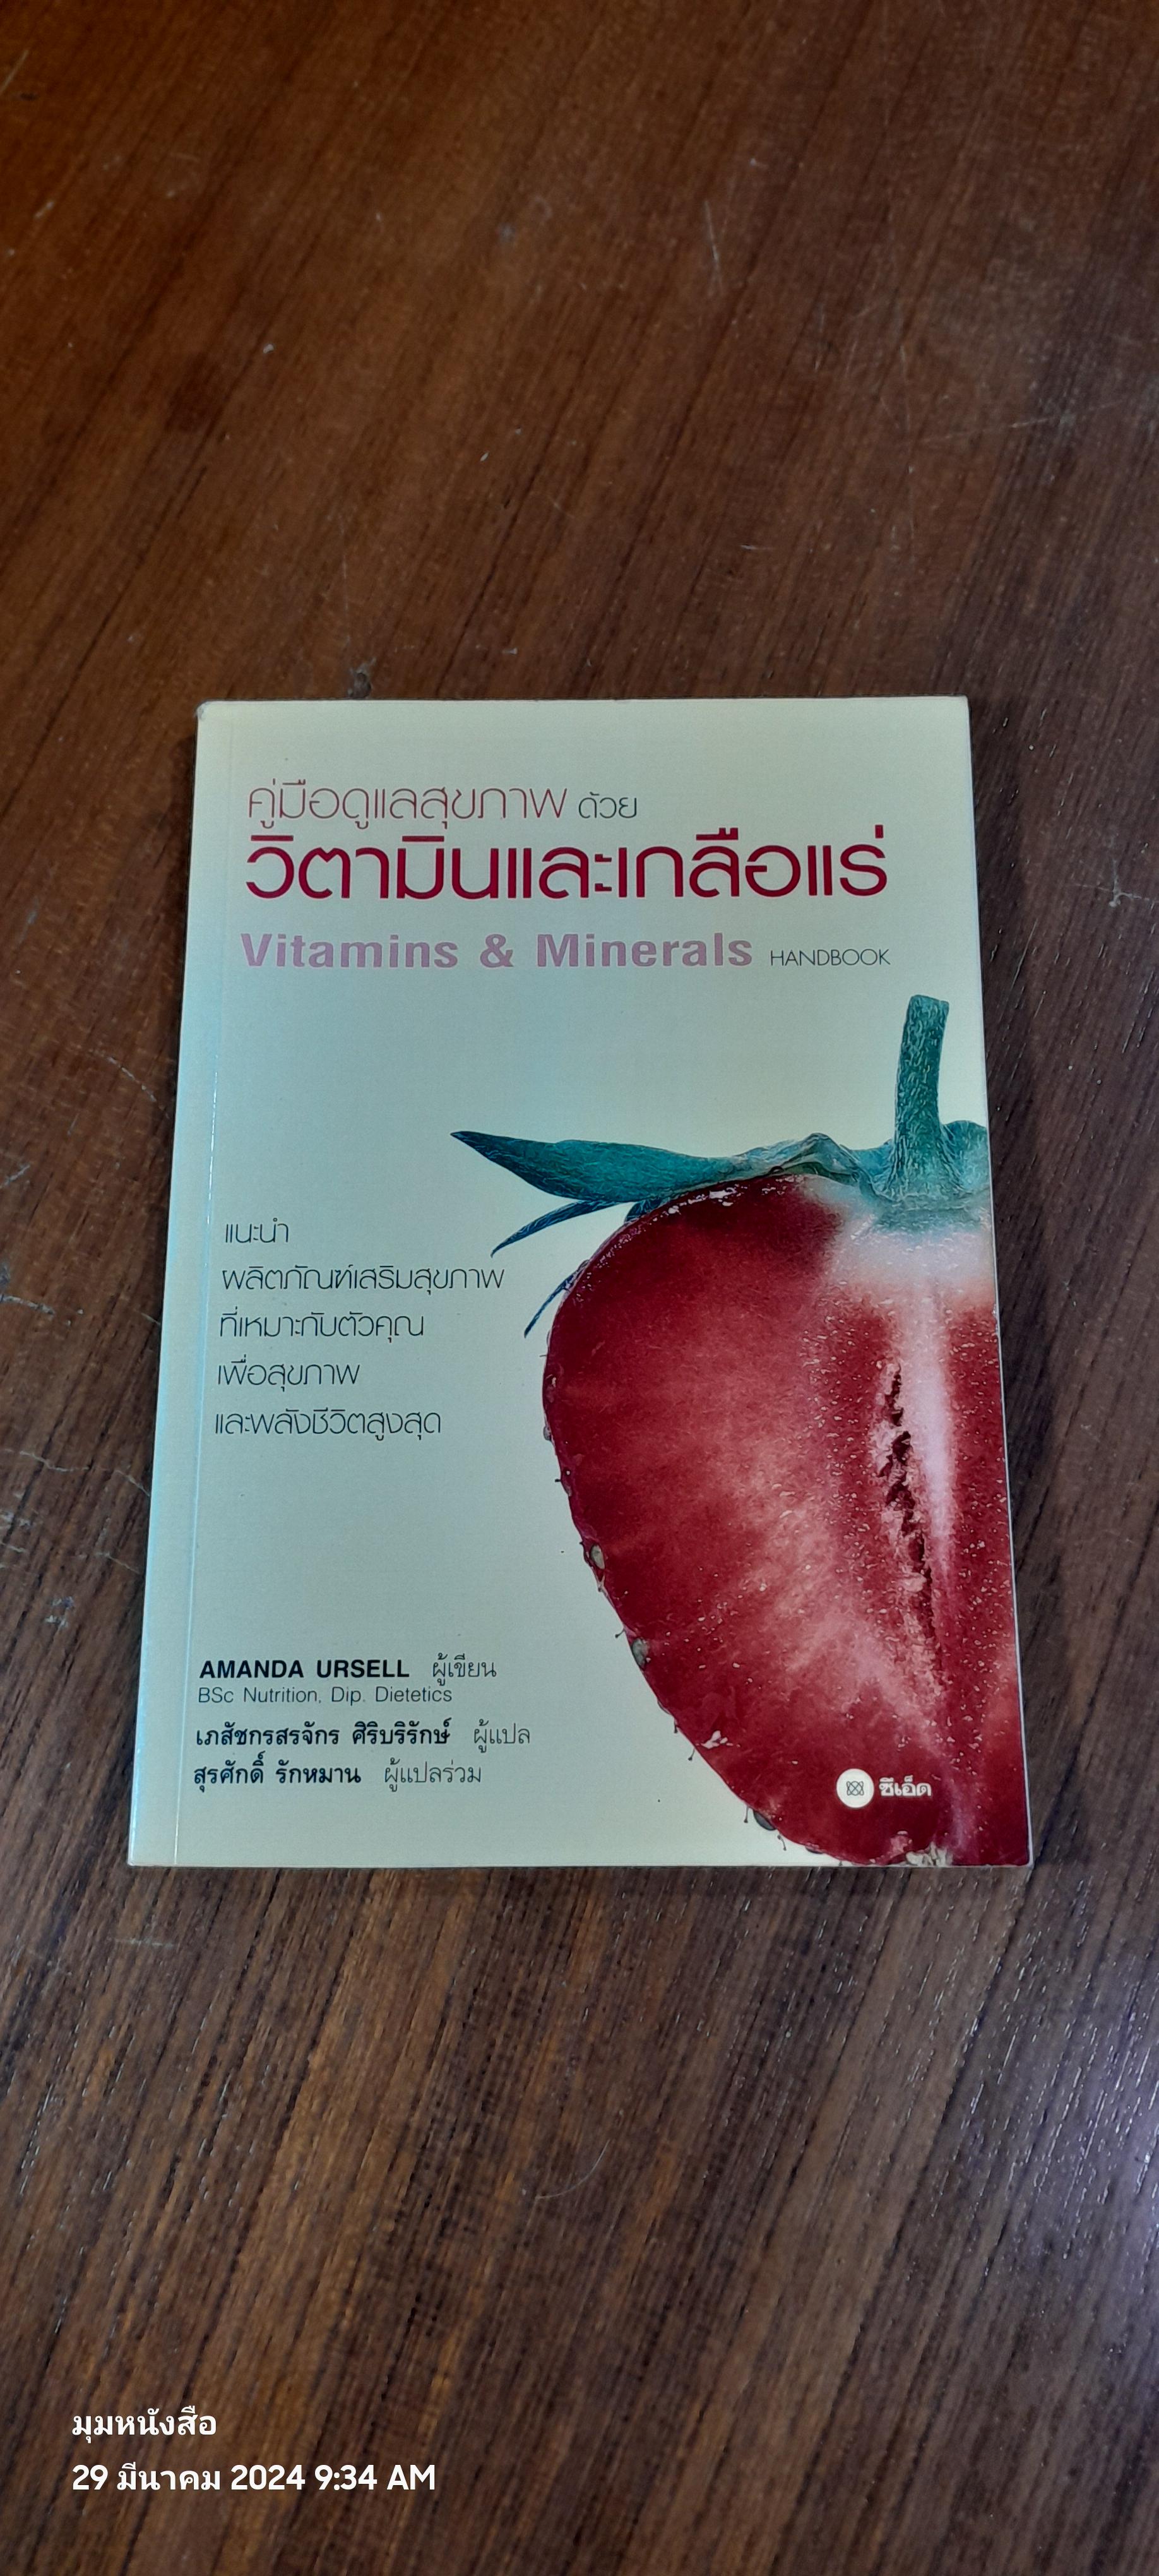 คู่มือดูแลสุขภาพ ด้วย
วิตามินและเกลือแร่
Vitamins & Minerals HANDBOOK
แนะนำ
ผลิตภัณฑ์เสริมสุขภาพ
ที่เหมาะกับตัวคุณ
เพื่อสุขภาพ
และพลังชีวิตสูงสุด
AMANDA URSELL ผู้เขียน
BSc Nutrition, Dip. Dietetics
เภสัชกรสรจักร ศิริบริรักษ์ ผู้แปล
สุรศักดิ์ รักหมาน ผู้แปลร่วม
ซีเอ็ด
มุมหนังสือ
29 มีนาคม 2024 9:34 AM